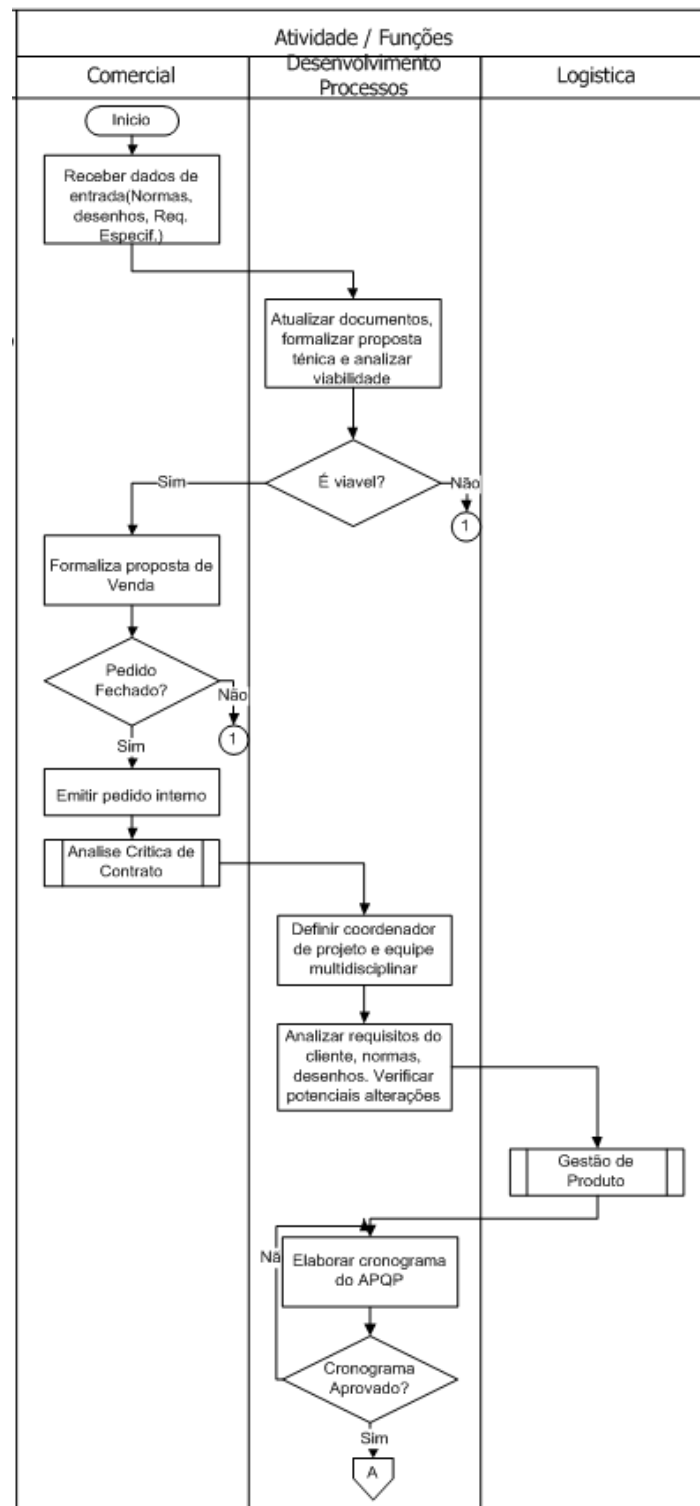 Atividade / Funções
Comercial
Desenvolvimento
Processos
Logistica
Inicio
Receber dados de
entrada(Normas,
desenhos, Req.
Especif.)
Atualizar documentos,
formalizar proposta
ténica e analizar
viabilidade
É viavel?
Sim
Não
1
Formaliza proposta de
Venda
Pedido
Fechado?
Não
1
Sim
Emitir pedido interno
Analise Critica de
Contrato
Definir coordenador
de projeto e equipe
multidisciplinar
Analizar requisitos do
cliente, normas,
desenhos. Verificar
potenciais alterações
Gestão de
Produto
Nã
Elaborar cronograma
do APQP
Cronograma
Aprovado?
Sim
A